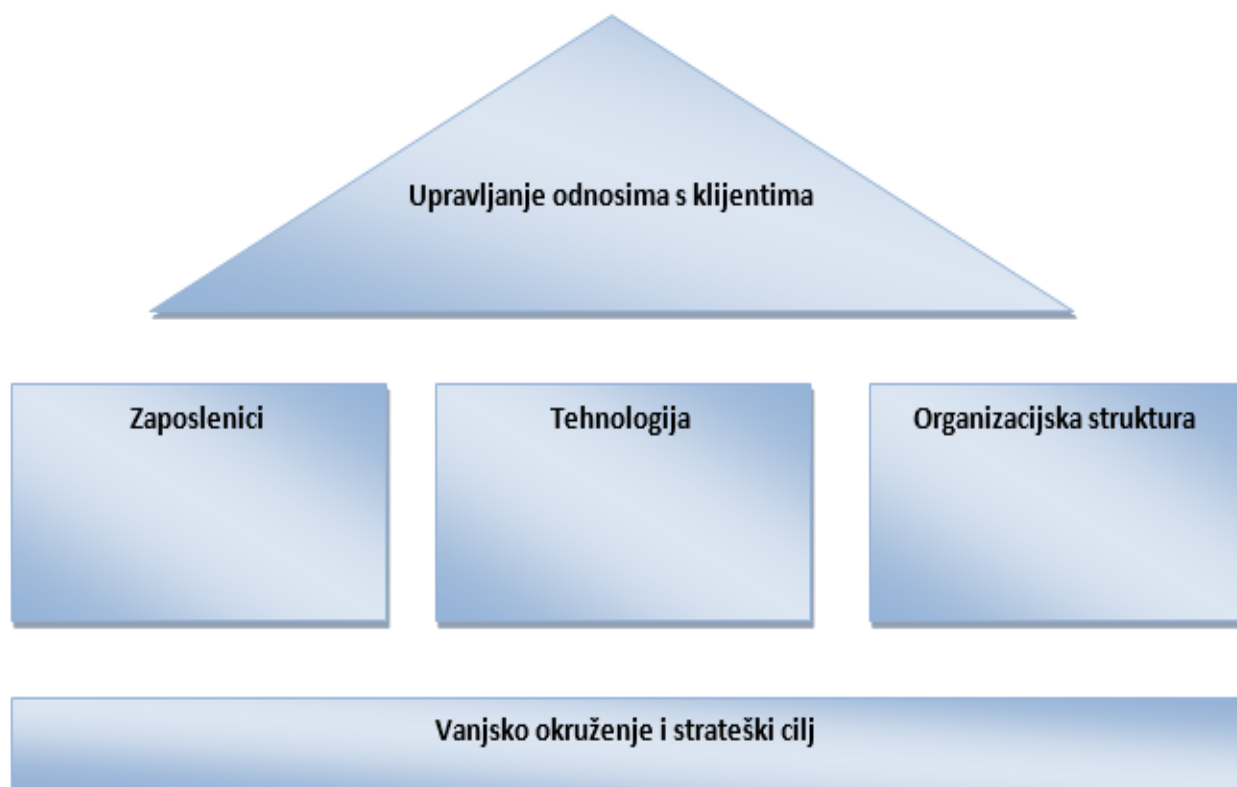 Upravljanje odnosima s klijentima
Zaposlenici
Tehnologija
Organizacijska struktura
Vanjsko okruženje i strateški cilj